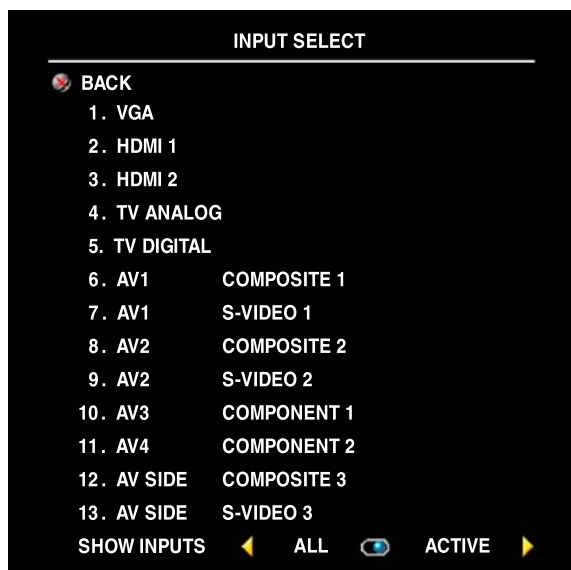 INPUT SELECT
BACK
1. VGA
2. HDMI 1
3. HDMI 2
4. TV ANALOG
5. TV DIGITAL
6. AV1 COMPOSITE 1
7. AV1 S-VIDEO 1
8. AV2 COMPOSITE 2
9. AV2 S-VIDEO 2
10. AV3 COMPONENT 1
11. AV4 COMPONENT 2
12. AV SIDE COMPOSITE 3
13. AV SIDE S-VIDEO 3
SHOW INPUTS ALL ACTIVE